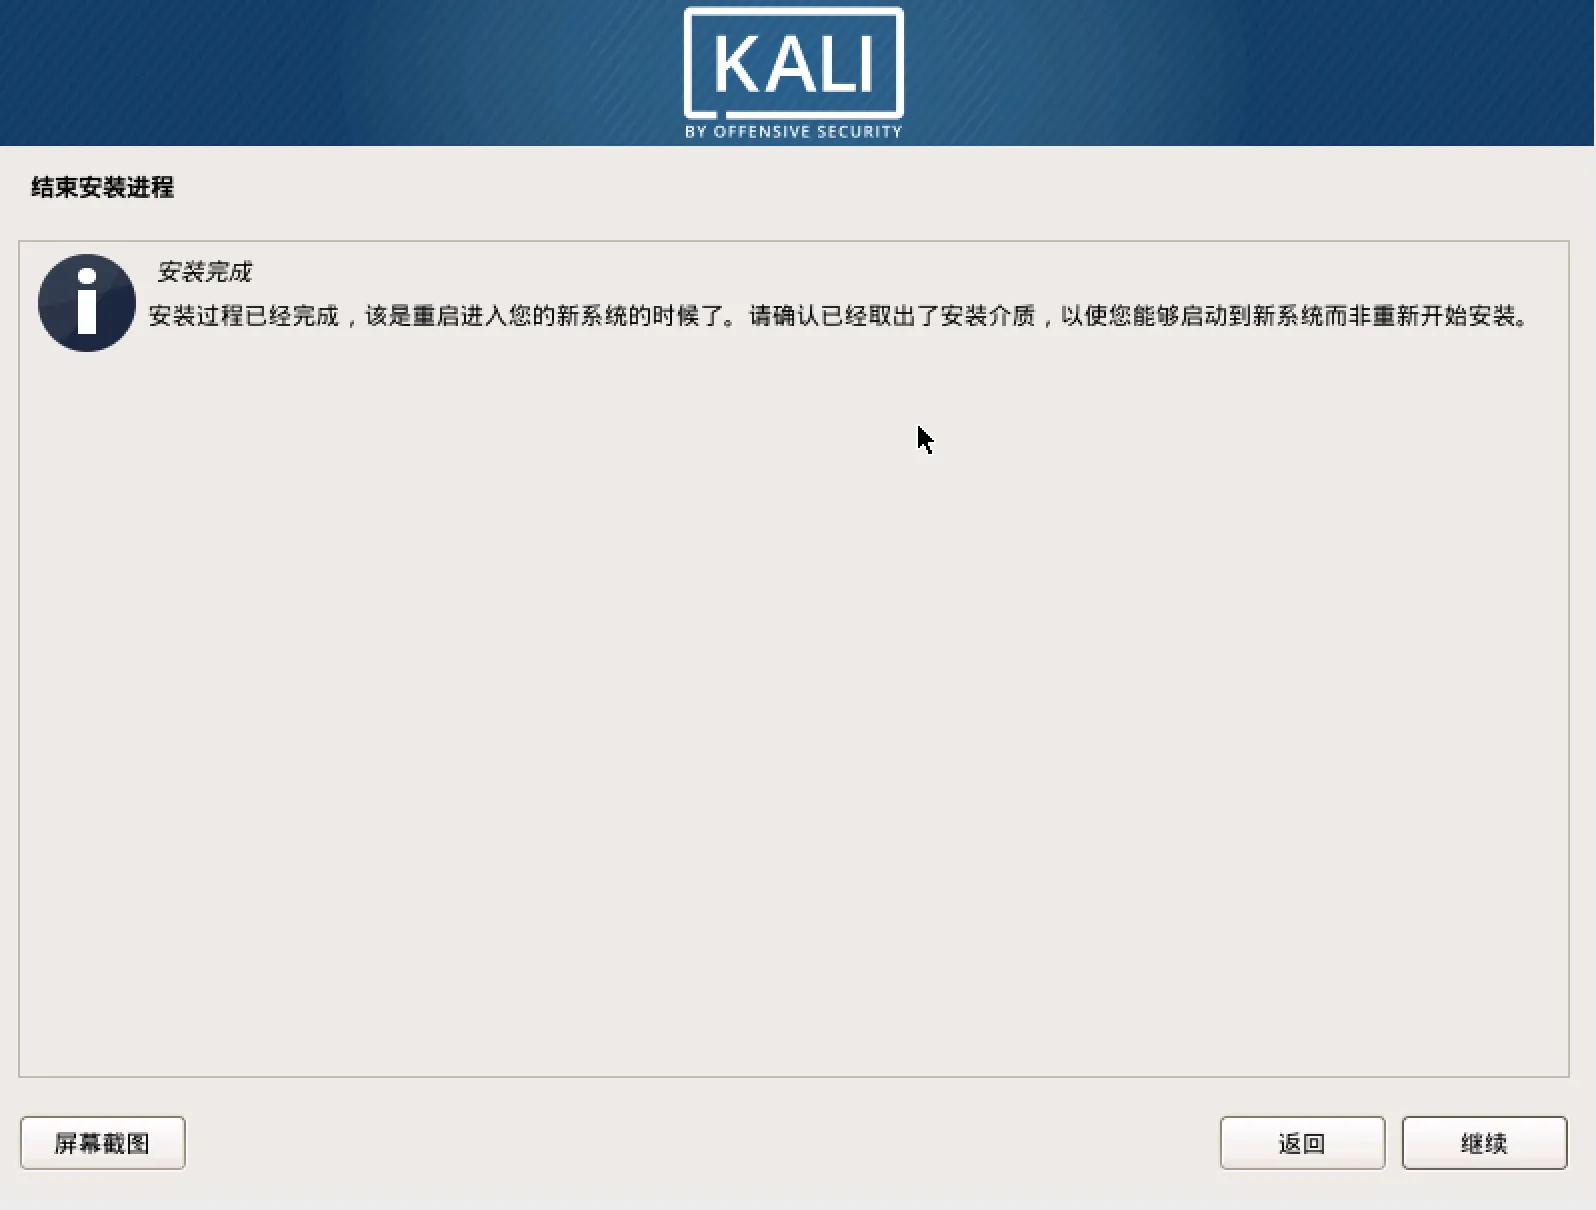 KALI
BY OFFENSIVE SECURITY
结束安装进程
安装完成
安装过程已经完成，该是重启进入您的新系统的时候了。请确认已经取出了安装介质，以使您能够启动到新系统而非重新开始安装。
屏幕截图
返回
继续